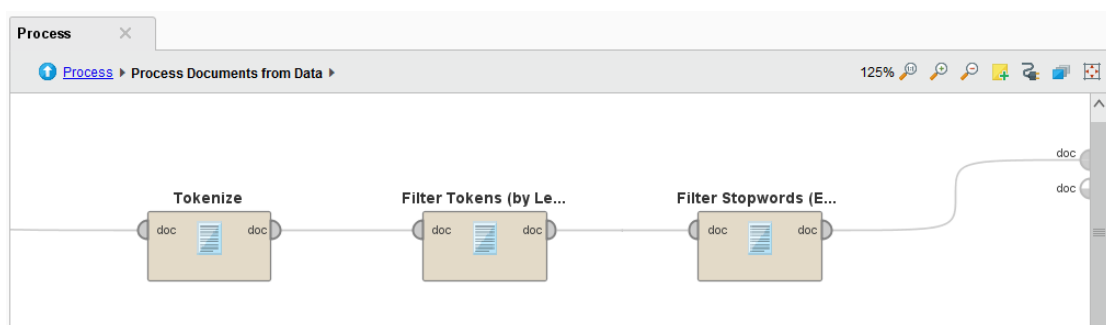 Process
Process Process Documents from Data
125%
doc
doc
Tokenize
doc doc
Filter Tokens (by Le...
doc doc
Filter Stopwords (E...
doc doc